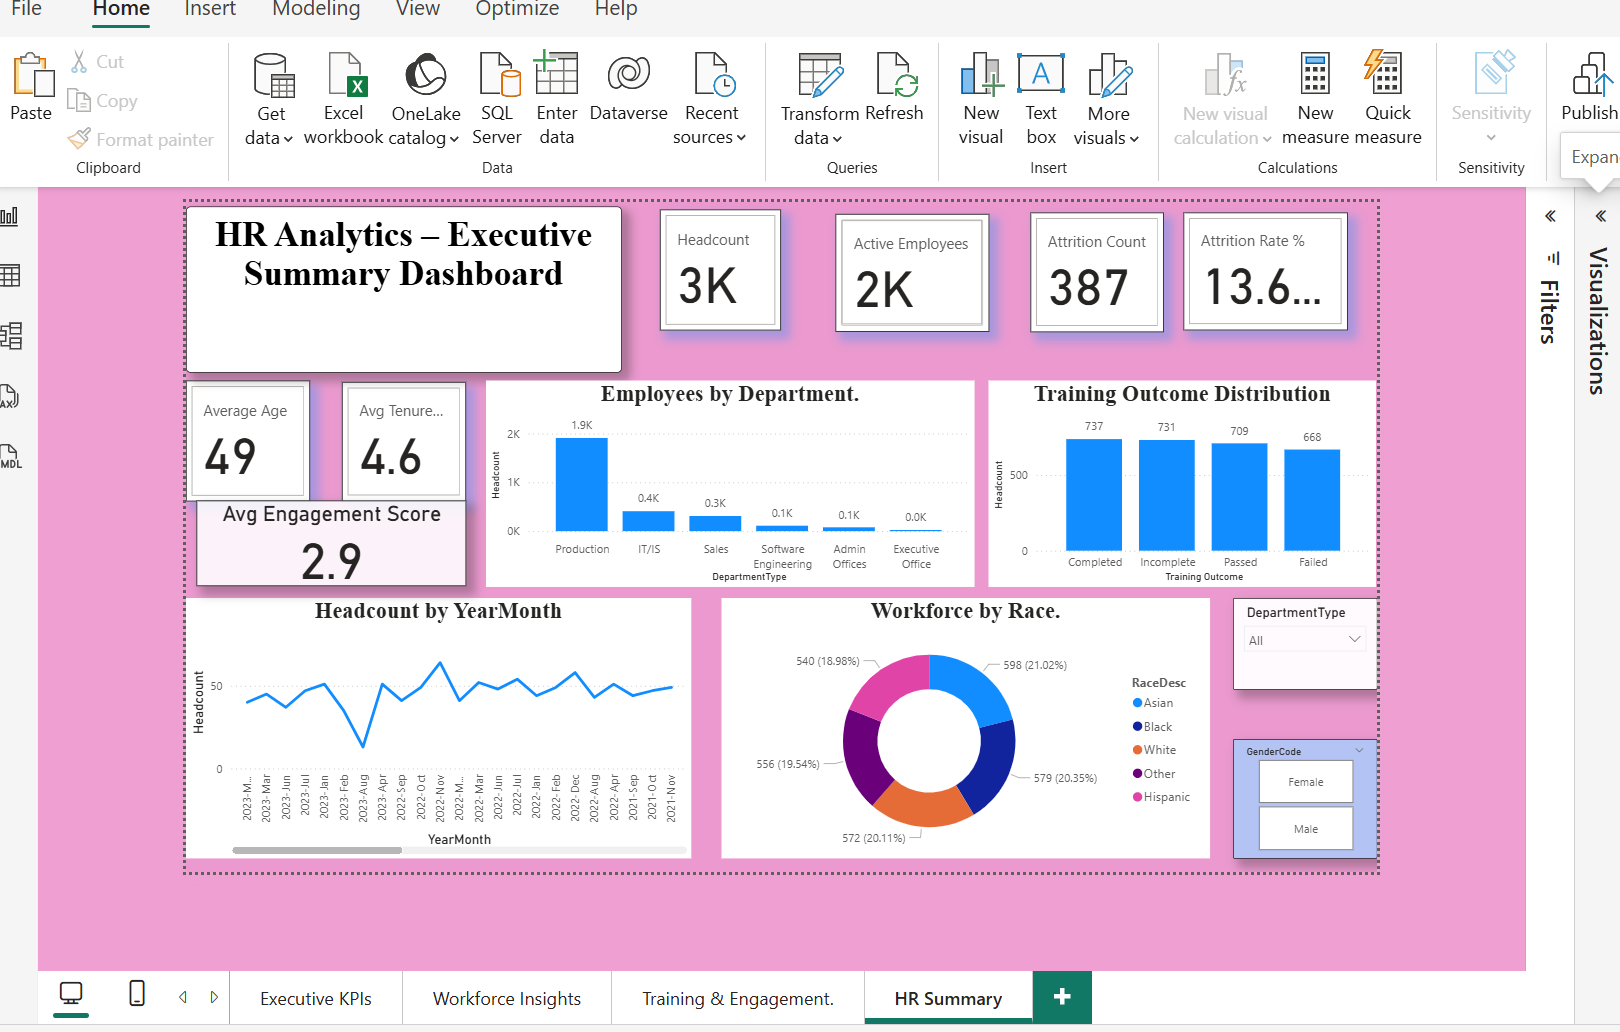 File Home Insert Modeling View Optimize Help
Paste
Cut
Copy
Format painter
Clipboard
Get data
Excel workbook
OneLake catalog
SQL Server
Enter data
Dataverse
Recent sources
Data
Transform data
Refresh
Queries
New visual
Text box
More visuals
Insert
New visual calculation
New measure
Quick measure
Calculations
Sensitivity
Sensitivity
Publish
Expan
HR Analytics – Executive
Summary Dashboard
Headcount
3K
Active Employees
2K
Attrition Count
387
Attrition Rate %
13.6...
Average Age
49
Avg Tenure...
4.6
Avg Engagement Score
2.9
Employees by Department.
Headcount
2K
1K
0K
1.9K
0.4K
0.3K
0.1K
0.1K
0.0K
Production
IT/IS
Sales
Software Engineering
Admin Offices
Executive Office
DepartmentType
Training Outcome Distribution
Headcount
500
0
737
731
709
668
Completed
Incomplete
Passed
Failed
Training Outcome
Headcount by YearMonth
Headcount
50
0
2023-M...
2023-Mar
2023-Jun
2023-Jul
2023-Jan
2023-Feb
2023-Aug
2023-Apr
2022-Sep
2022-Oct
2022-Nov
2022-M...
2022-Mar
2022-Jun
2022-Jul
2022-Jan
2022-Feb
2022-Dec
2022-Aug
2022-Apr
2021-Sep
2021-Oct
2021-Nov
YearMonth
Workforce by Race.
540 (18.98%)
598 (21.02%)
556 (19.54%)
579 (20.35%)
572 (20.11%)
RaceDesc
Asian
Black
White
Other
Hispanic
DepartmentType
All
GenderCode
Female
Male
Filters
Visualizations
AX
MDL
Executive KPIs
Workforce Insights
Training & Engagement.
HR Summary